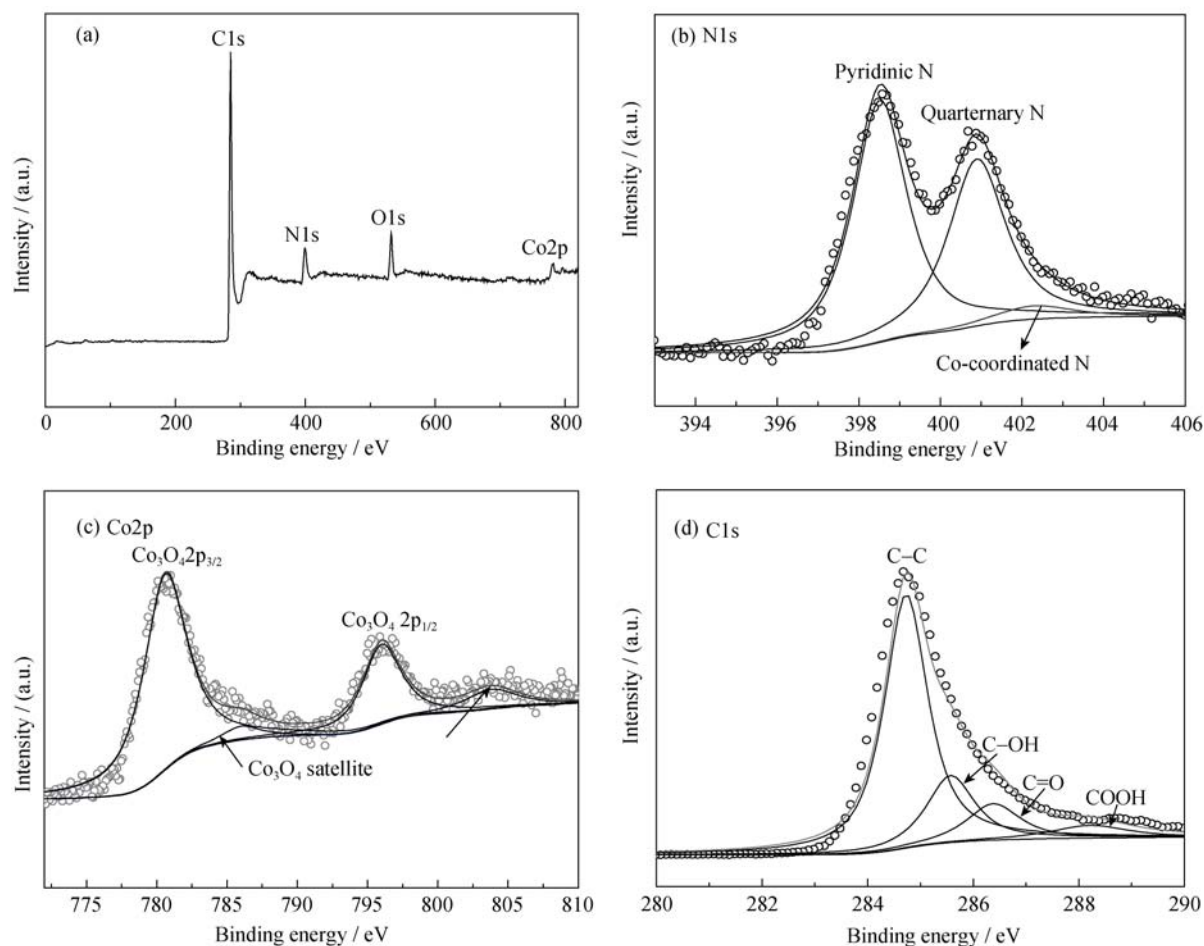 (a)
C1s
N1s
O1s
Co2p
Intensity / (a.u.)
0 200 400 600 800
Binding energy / eV
(b) N1s
Pyridinic N
Quarternary N
Co-coordinated N
Intensity / (a.u.)
394 396 398 400 402 404 406
Binding energy / eV
(c) Co2p
Co₃O₄2p₃/₂
Co₃O₄ 2p₁/₂
Co₃O₄ satellite
Intensity / (a.u.)
775 780 785 790 795 800 805 810
Binding energy / eV
(d) C1s
C–C
C–OH
C=O
COOH
Intensity / (a.u.)
280 282 284 286 288 290
Binding energy / eV